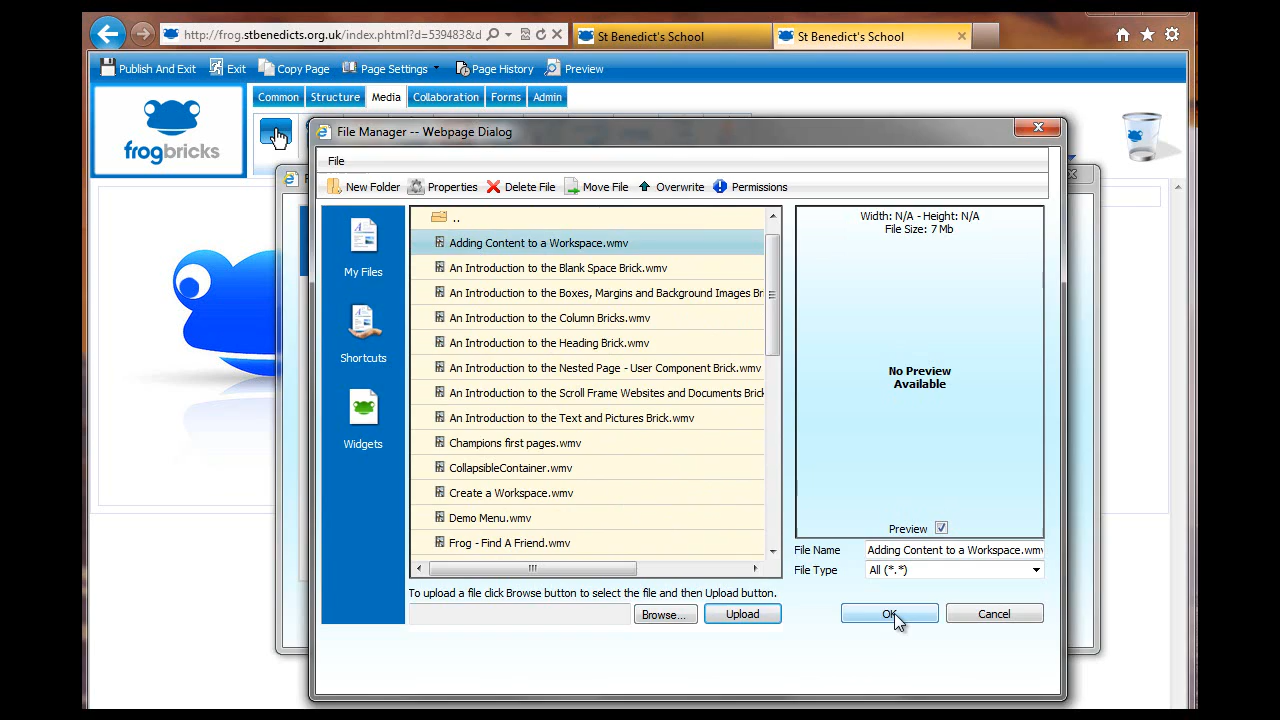 http://frog.stbenedicts.org.uk/index.phtml?d=539483&d
St Benedict's School
St Benedict's School
Publish And Exit
Exit
Copy Page
Page Settings
Page History
Preview
Common
Structure
Media
Collaboration
Forms
Admin
frogbricks
File Manager -- Webpage Dialog
File
New Folder
Properties
Delete File
Move File
Overwrite
Permissions
My Files
Shortcuts
Widgets
..
Adding Content to a Workspace.wmv
An Introduction to the Blank Space Brick.wmv
An Introduction to the Boxes, Margins and Background Images Br
An Introduction to the Column Bricks.wmv
An Introduction to the Heading Brick.wmv
An Introduction to the Nested Page - User Component Brick.wmv
An Introduction to the Scroll Frame Websites and Documents Brick
An Introduction to the Text and Pictures Brick.wmv
Champions first pages.wmv
CollapsibleContainer.wmv
Create a Workspace.wmv
Demo Menu.wmv
Frog - Find A Friend.wmv
Width: N/A - Height: N/A
File Size: 7 Mb
No Preview
Available
Preview
File Name
Adding Content to a Workspace.wmv
File Type
All (*.*)
To upload a file click Browse button to select the file and then Upload button.
Browse...
Upload
OK
Cancel